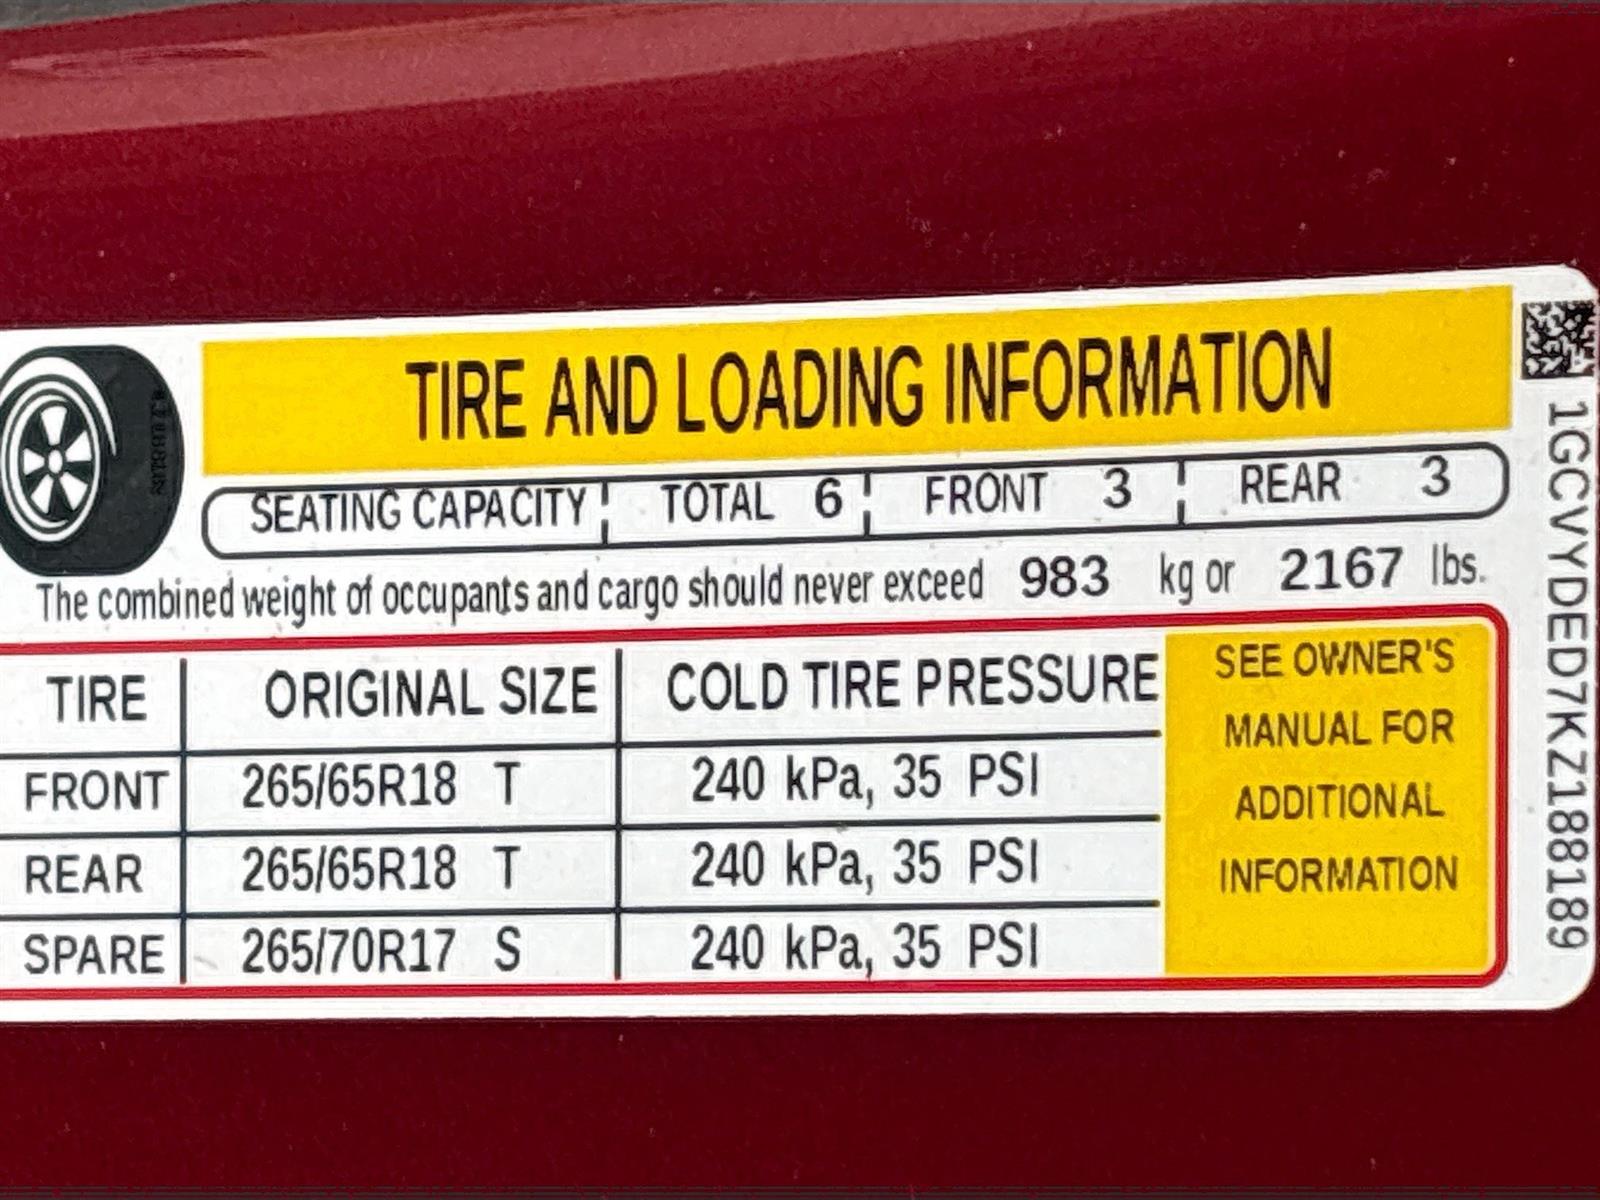 TIRE AND LOADING INFORMATION
SEATING CAPACITY TOTAL 6 FRONT 3 REAR 3
The combined weight of occupants and cargo should never exceed 983 kg or 2167 lbs.
TIRE ORIGINAL SIZE COLD TIRE PRESSURE
FRONT 265/65R18 T 240 kPa, 35 PSI
REAR 265/65R18 T 240 kPa, 35 PSI
SPARE 265/70R17 S 240 kPa, 35 PSI
SEE OWNER'S
MANUAL FOR
ADDITIONAL
INFORMATION
1GCVYDED7KZ188189